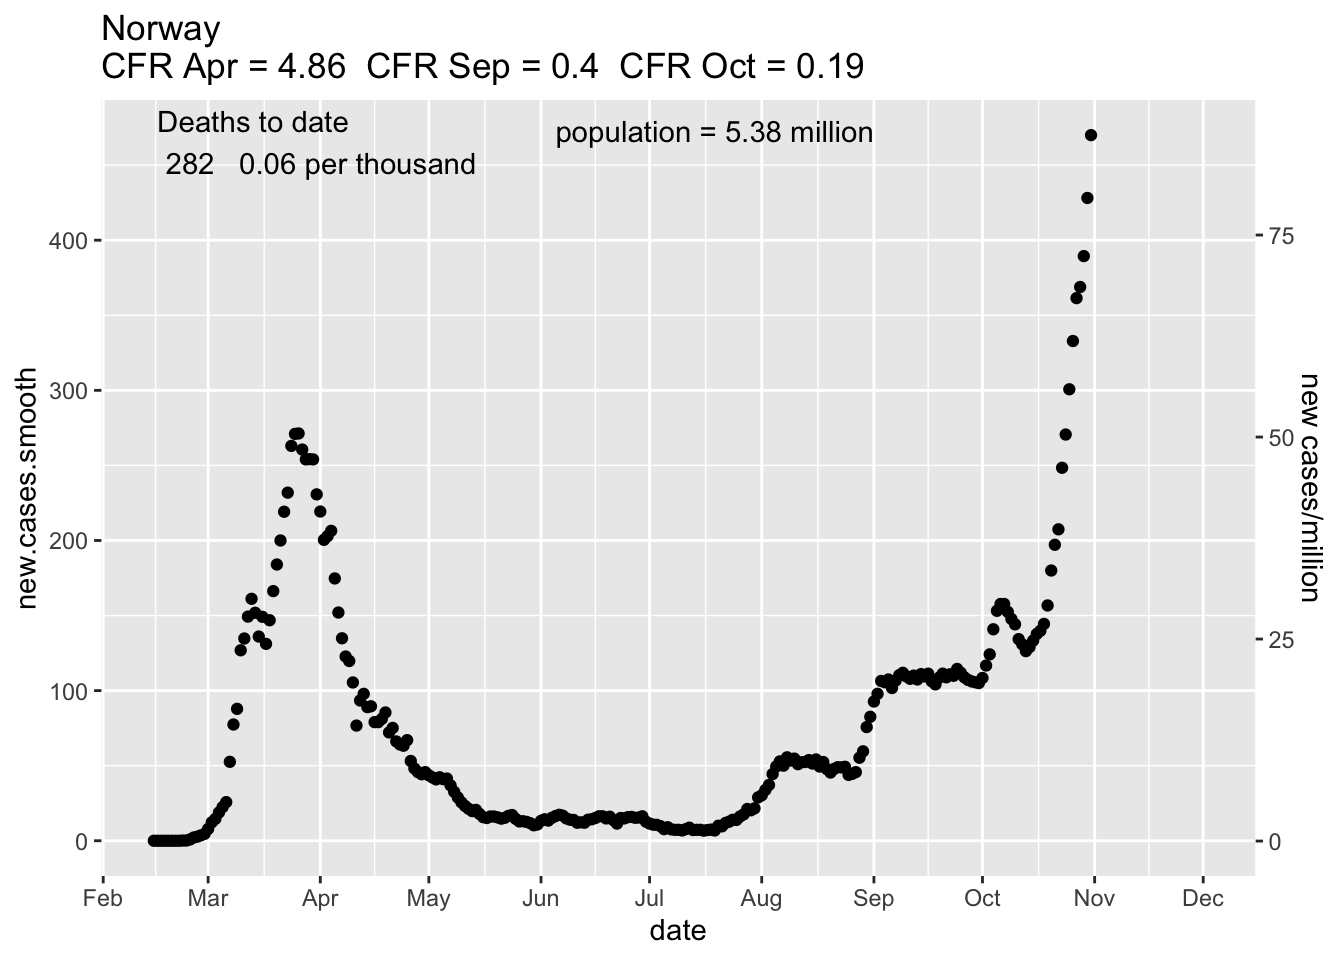 Norway
CFR Apr = 4.86  CFR Sep = 0.4  CFR Oct = 0.19
Deaths to date
282   0.06 per thousand
population = 5.38 million
new.cases.smooth
400
300
200
100
0
75
50
25
0
new cases/million
Feb Mar Apr May Jun Jul Aug Sep Oct Nov Dec
date